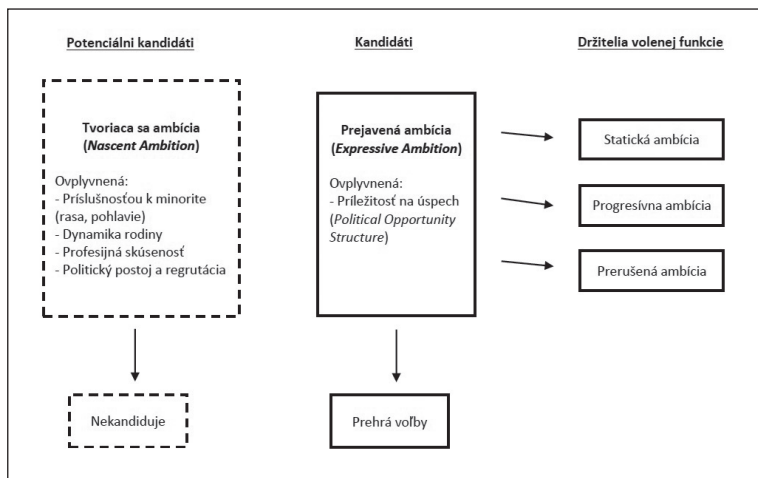 Potenciálni kandidáti
Kandidáti
Držitelia volenej funkcie
Tvoriaca sa ambícia
(Nascent Ambition)
Ovplyvnená:
- Príslušnosťou k minorite
(rasa, pohlavie)
- Dynamika rodiny
- Profesijná skúsenosť
- Politický postoj a regrutácia
Prejavená ambícia
(Expressive Ambition)
Ovplyvnená:
- Príležitosť na úspech
(Political Opportunity
Structure)
Statická ambícia
Progresívna ambícia
Prerušená ambícia
Nekandiduje
Prehrá voľby